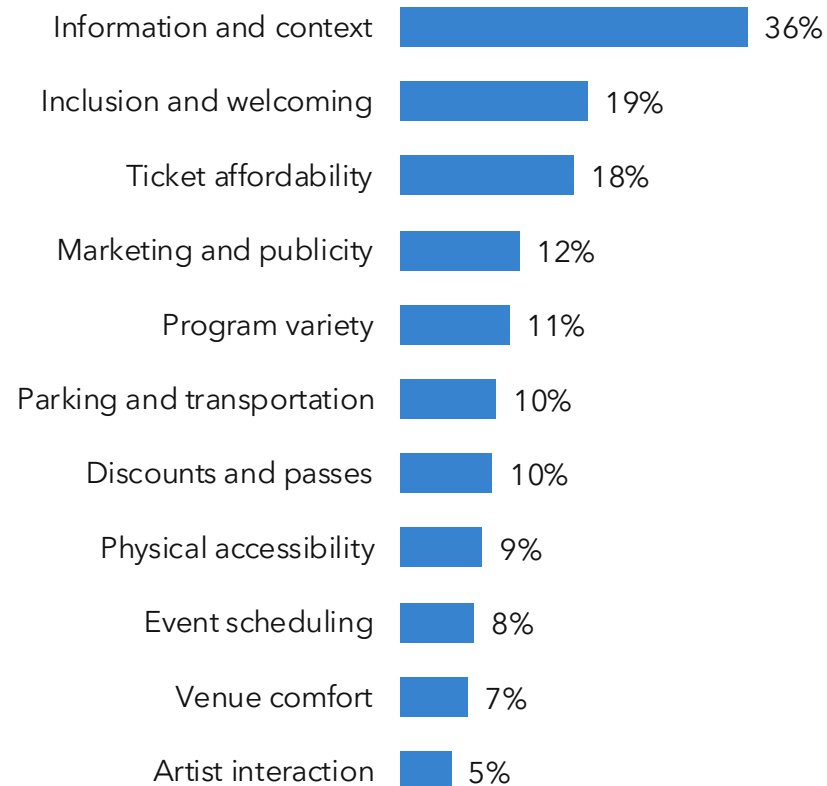 Information and context 36%
Inclusion and welcoming 19%
Ticket affordability 18%
Marketing and publicity 12%
Program variety 11%
Parking and transportation 10%
Discounts and passes 10%
Physical accessibility 9%
Event scheduling 8%
Venue comfort 7%
Artist interaction 5%